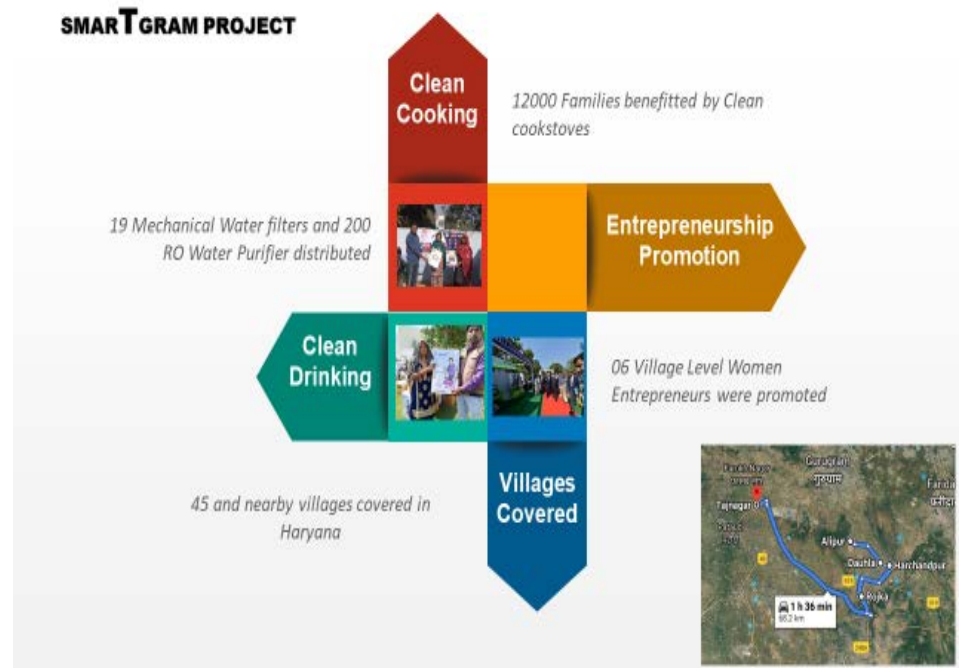 SMARTGRAM PROJECT
Clean
Cooking
12000 Families benefitted by Clean
cookstoves
19 Mechanical Water filters and 200
RO Water Purifier distributed
Entrepreneurship
Promotion
Clean
Drinking
06 Village Level Women
Entrepreneurs were promoted
Villages
Covered
45 and nearby villages covered in
Haryana
Gurugram
गुरुग्राम
Farida
Tajnagar
Alipur
Dauhla
Harchandpur
Rojka
1 h 36 min